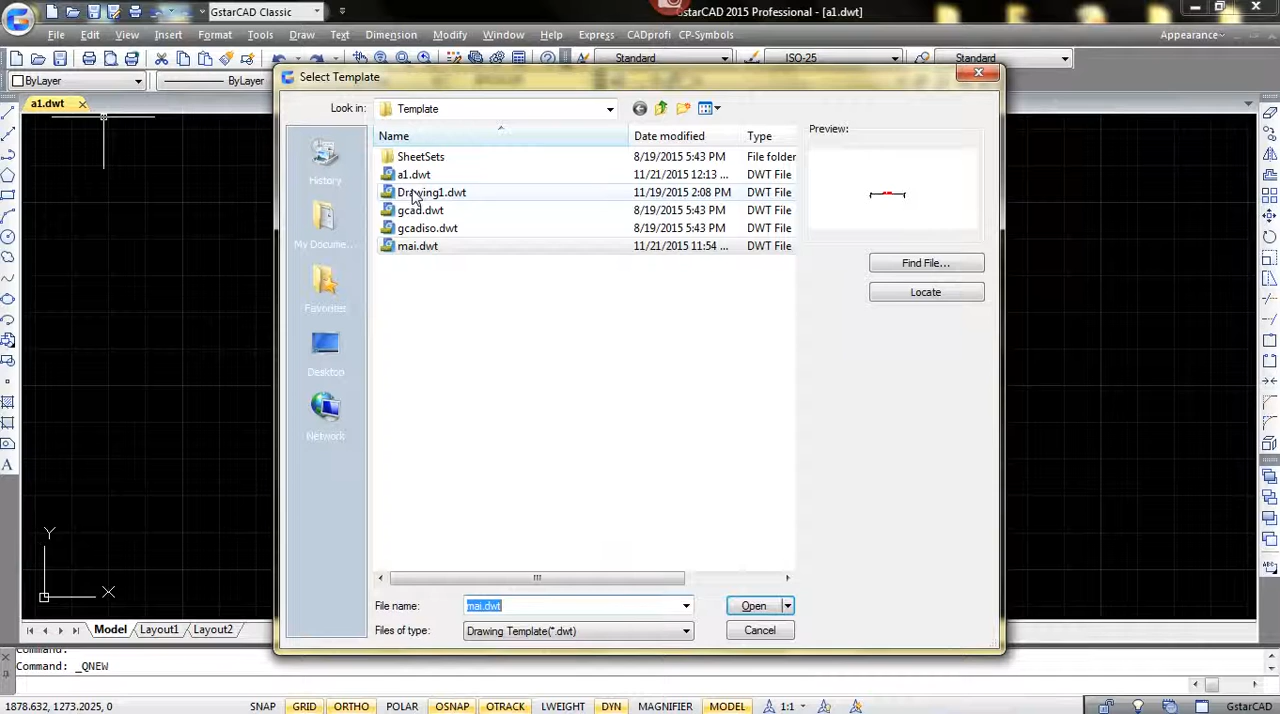 GstarCAD Classic
GstarCAD 2015 Professional - [a1.dwt]
File Edit View Insert Format Tools Draw Text Dimension Modify Window Help Express CADprofi CP-Symbols Appearance
Standard ISO-25 Standard
ByLayer ByLayer
Select Template
a1.dwt
Look in: Template
Name Date modified Type
Preview:
SheetSets 8/19/2015 5:43 PM File folder
a1.dwt 11/21/2015 12:13 ... DWT File
Drawing1.dwt 11/19/2015 2:08 PM DWT File
gcad.dwt 8/19/2015 5:43 PM DWT File
gcadiso.dwt 8/19/2015 5:43 PM DWT File
mai.dwt 11/21/2015 11:54 ... DWT File
History
My Docume...
Favorites
Desktop
Network
Find File...
Locate
File name: mai.dwt Open
Files of type: Drawing Template(*.dwt) Cancel
Y
X
Model Layout1 Layout2
Command:
Command: _QNEW
1878.632, 1273.2025, 0 SNAP GRID ORTHO POLAR OSNAP OTRACK LWEIGHT DYN MAGNIFIER MODEL 1:1 GstarCAD